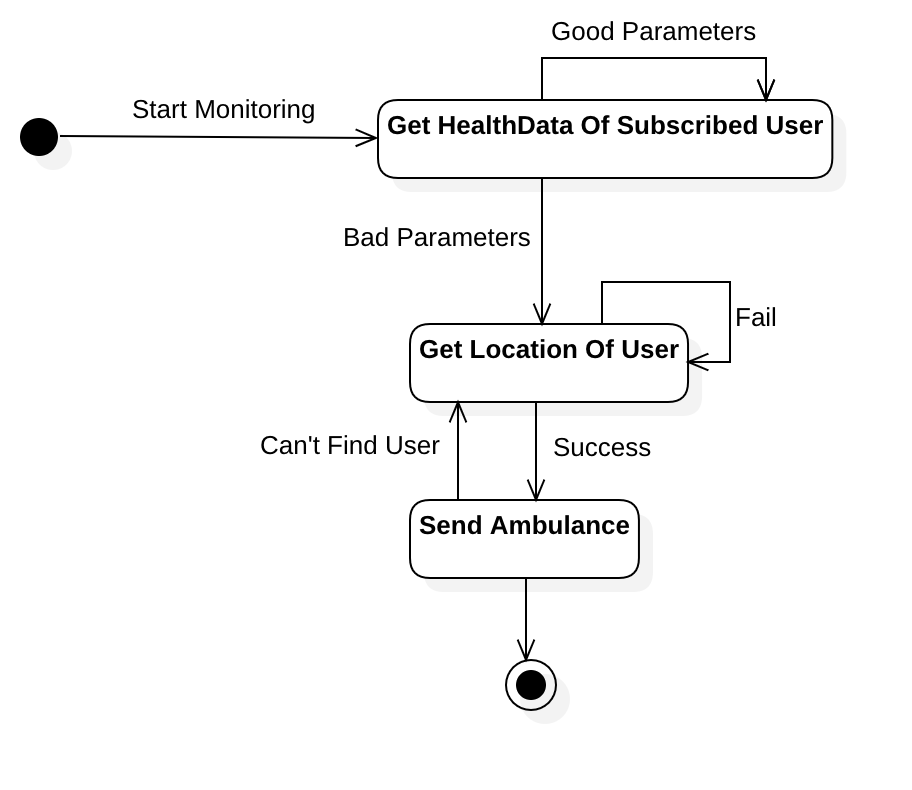 Good Parameters
Start Monitoring
Get HealthData Of Subscribed User
Bad Parameters
Fail
Get Location Of User
Can't Find User
Success
Send Ambulance